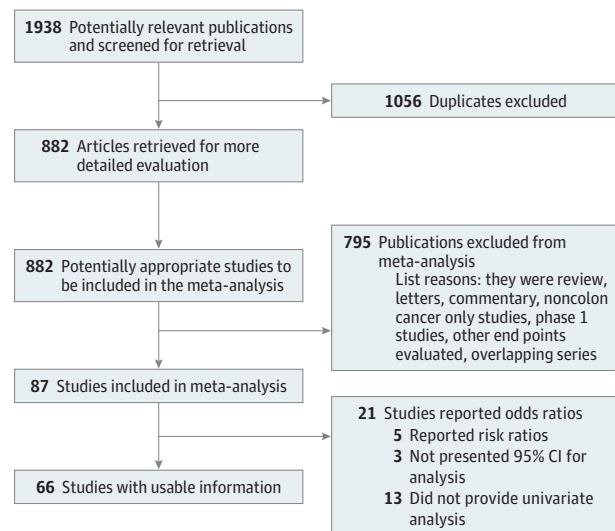 1938 Potentially relevant publications
and screened for retrieval
1056 Duplicates excluded
882 Articles retrieved for more
detailed evaluation
882 Potentially appropriate studies to
be included in the meta-analysis
795 Publications excluded from
meta-analysis
List reasons: they were review,
letters, commentary, noncolon
cancer only studies, phase 1
studies, other end points
evaluated, overlapping series
87 Studies included in meta-analysis
21 Studies reported odds ratios
5 Reported risk ratios
3 Not presented 95% CI for
analysis
13 Did not provide univariate
analysis
66 Studies with usable information